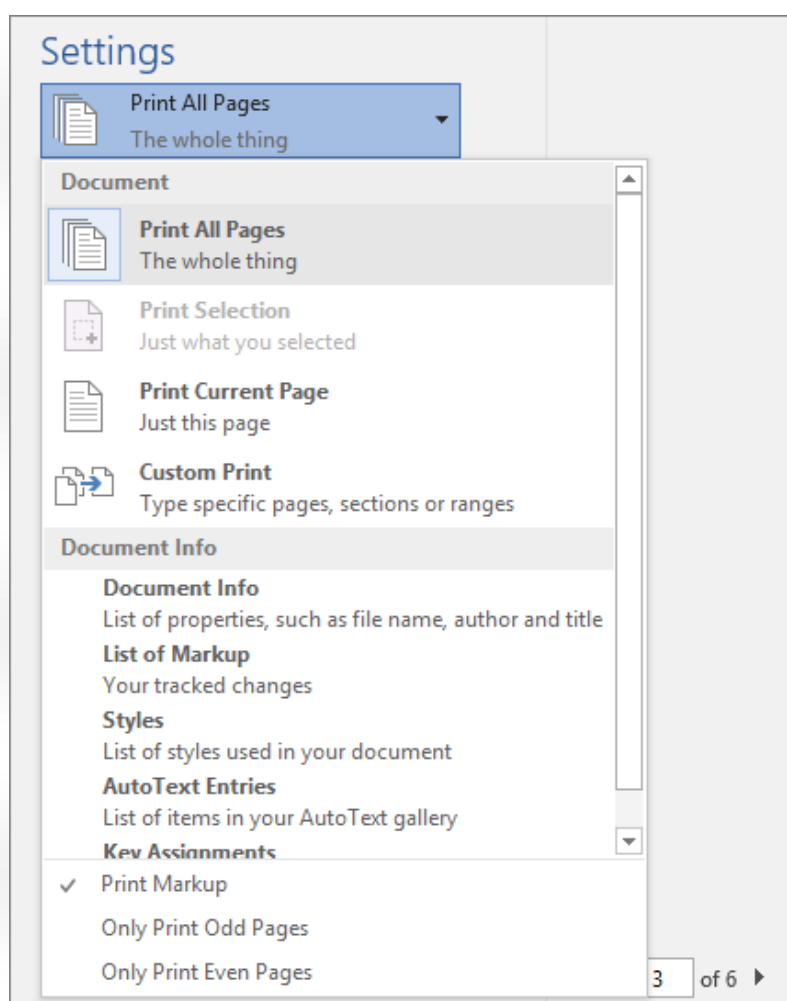 Settings
Print All Pages
The whole thing
Document
Print All Pages
The whole thing
Print Selection
Just what you selected
Print Current Page
Just this page
Custom Print
Type specific pages, sections or ranges
Document Info
Document Info
List of properties, such as file name, author and title
List of Markup
Your tracked changes
Styles
List of styles used in your document
AutoText Entries
List of items in your AutoText gallery
Key Assignments
Print Markup
Only Print Odd Pages
Only Print Even Pages
3 of 6